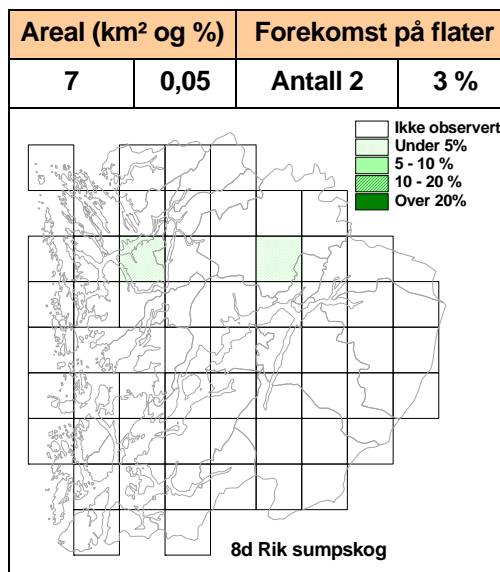 Areal (km² og %) Forekomst på flater
7 0,05 Antall 2 3 %
Ikke observert
Under 5%
5 - 10 %
10 - 20 %
Over 20%
8d Rik sumpskog